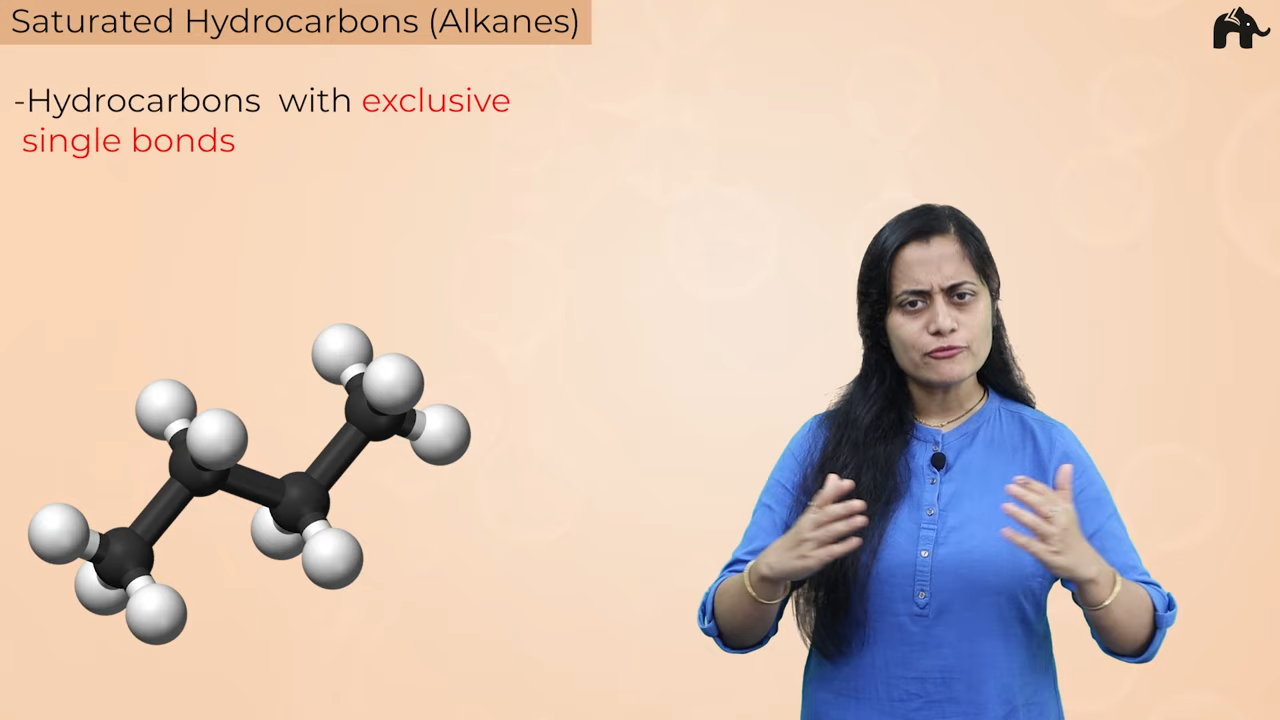 Saturated Hydrocarbons (Alkanes)
-Hydrocarbons with exclusive
single bonds